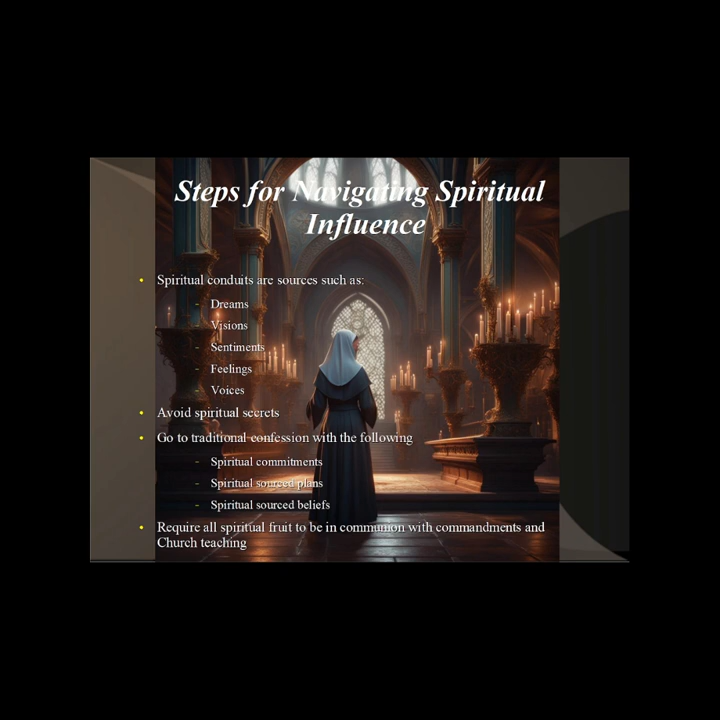 Steps for Navigating Spiritual
Influence
• Spiritual conduits are sources such as:
- Dreams
- Visions
- Sentiments
- Feelings
- Voices
• Avoid spiritual secrets
• Go to traditional confession with the following
- Spiritual commitments
- Spiritual sourced plans
- Spiritual sourced beliefs
• Require all spiritual fruit to be in communion with commandments and
Church teaching